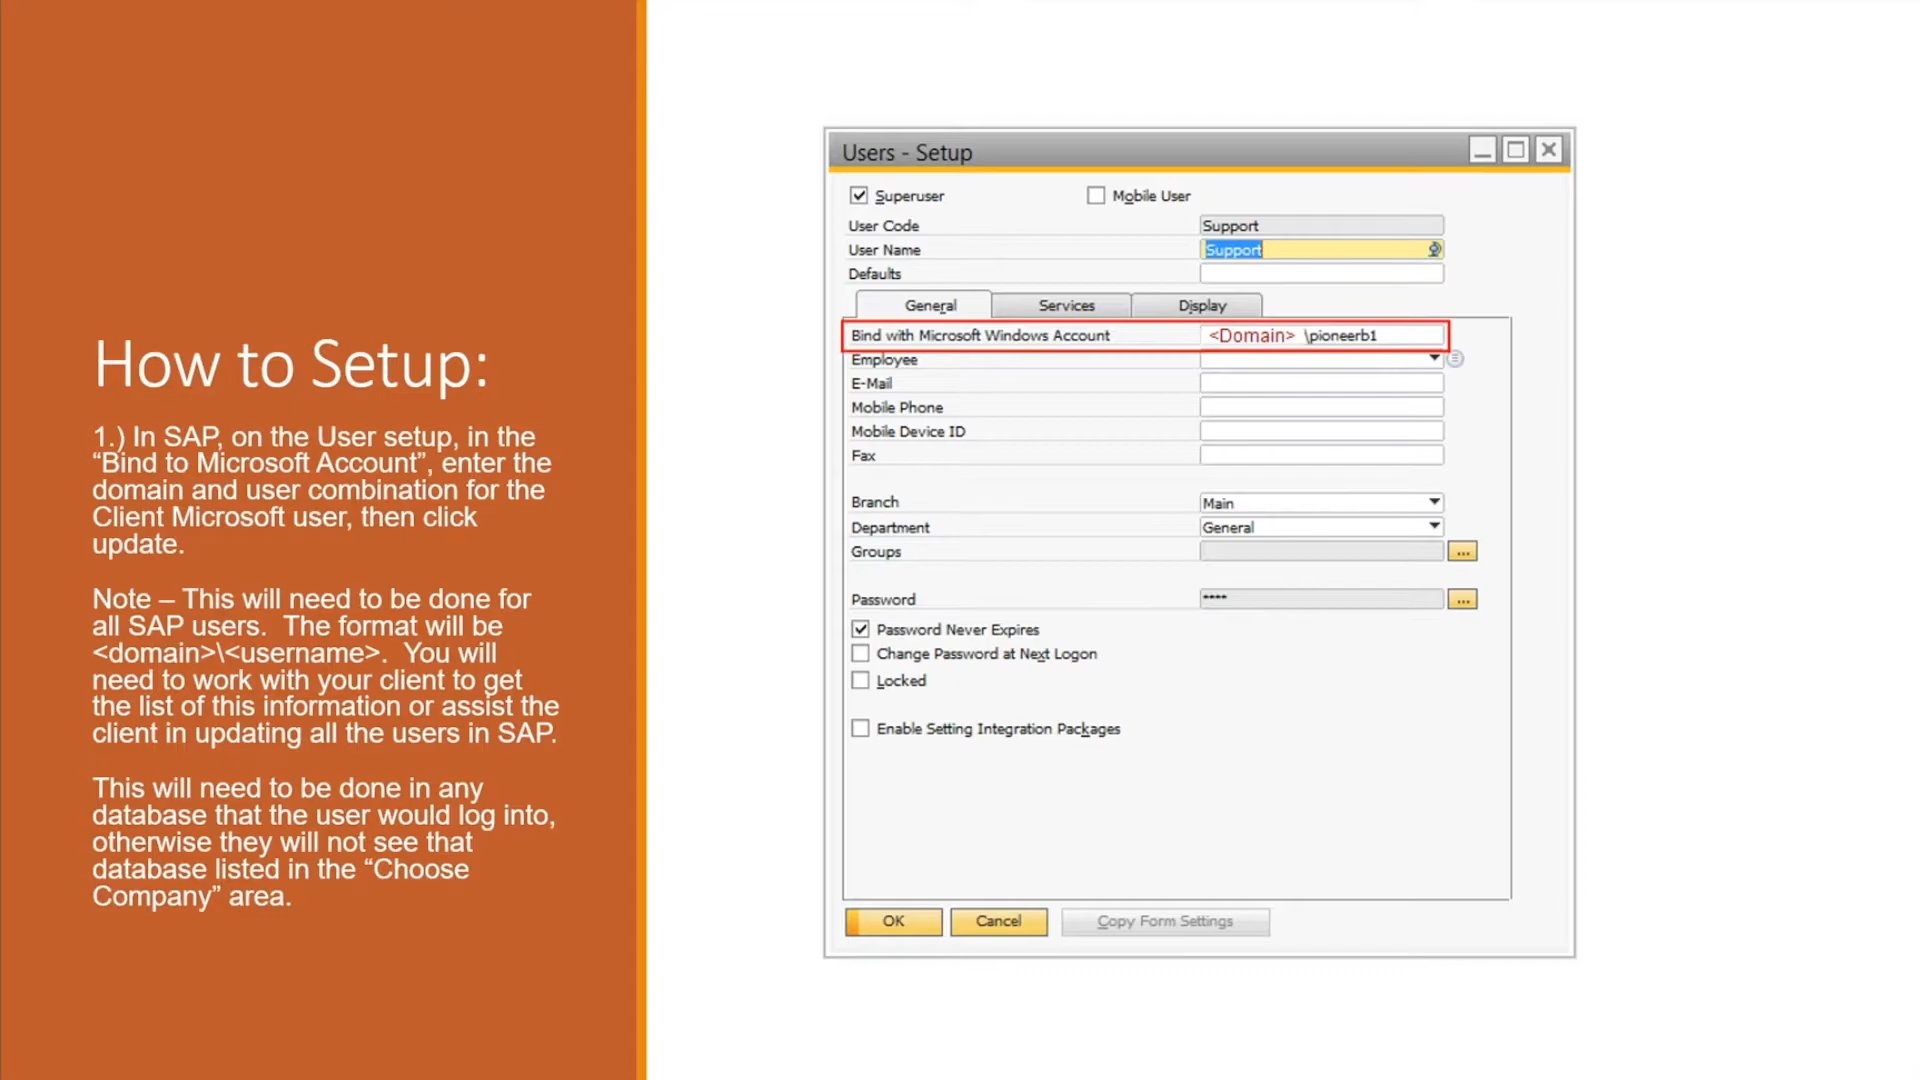 How to Setup:
1.) In SAP, on the User setup, in the
“Bind to Microsoft Account”, enter the
domain and user combination for the
Client Microsoft user, then click
update.
Note – This will need to be done for
all SAP users.  The format will be
<domain>\<username>.  You will
need to work with your client to get
the list of this information or assist the
client in updating all the users in SAP.
This will need to be done in any
database that the user would log into,
otherwise they will not see that
database listed in the “Choose
Company” area.
Users - Setup
Superuser Mobile User
User Code Support
User Name Support
Defaults
General Services Display
Bind with Microsoft Windows Account <Domain> \pioneerb1
Employee
E-Mail
Mobile Phone
Mobile Device ID
Fax
Branch Main
Department General
Groups ...
Password **** ...
Password Never Expires
Change Password at Next Logon
Locked
Enable Setting Integration Packages
OK Cancel Copy Form Settings